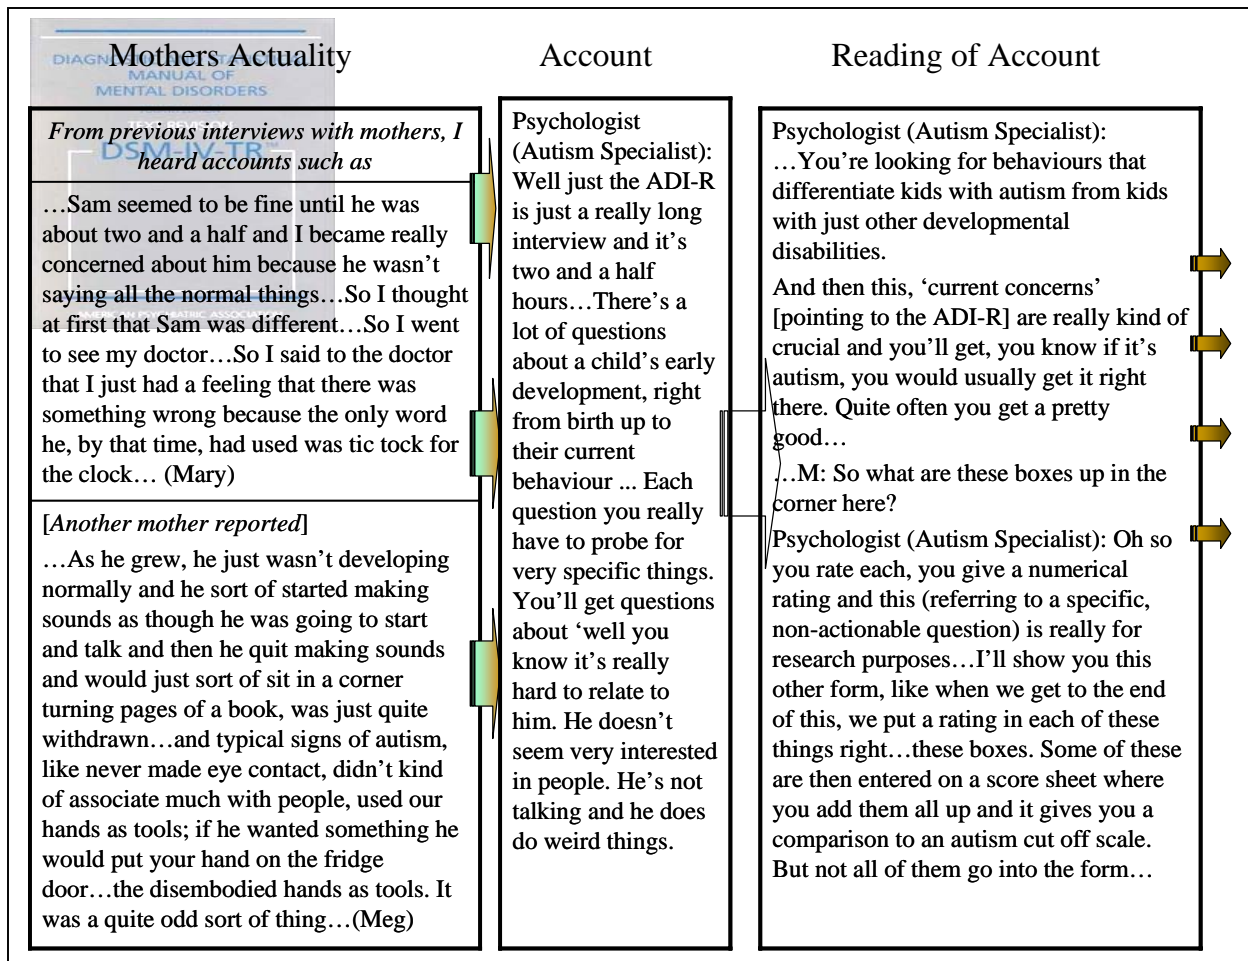 Mothers Actuality
Account
Reading of Account
DIAGNOSTIC AND STATISTICAL
MANUAL OF
MENTAL DISORDERS
TEXT REVISION
DSM-IV-TR™
AMERICAN PSYCHIATRIC ASSOCIATION
From previous interviews with mothers, I
heard accounts such as
…Sam seemed to be fine until he was
about two and a half and I became really
concerned about him because he wasn’t
saying all the normal things…So I thought
at first that Sam was different…So I went
to see my doctor…So I said to the doctor
that I just had a feeling that there was
something wrong because the only word
he, by that time, had used was tic tock for
the clock… (Mary)
[Another mother reported]
…As he grew, he just wasn’t developing
normally and he sort of started making
sounds as though he was going to start
and talk and then he quit making sounds
and would just sort of sit in a corner
turning pages of a book, was just quite
withdrawn…and typical signs of autism,
like never made eye contact, didn’t kind
of associate much with people, used our
hands as tools; if he wanted something he
would put your hand on the fridge
door…the disembodied hands as tools. It
was a quite odd sort of thing…(Meg)
Psychologist
(Autism Specialist):
Well just the ADI-R
is just a really long
interview and it’s
two and a half
hours…There’s a
lot of questions
about a child’s early
development, right
from birth up to
their current
behaviour ... Each
question you really
have to probe for
very specific things.
You’ll get questions
about ‘well you
know it’s really
hard to relate to
him. He doesn’t
seem very interested
in people. He’s not
talking and he does
do weird things.
Psychologist (Autism Specialist):
…You’re looking for behaviours that
differentiate kids with autism from kids
with just other developmental
disabilities.
And then this, ‘current concerns’
[pointing to the ADI-R] are really kind of
crucial and you’ll get, you know if it’s
autism, you would usually get it right
there. Quite often you get a pretty
good…
…M: So what are these boxes up in the
corner here?
Psychologist (Autism Specialist): Oh so
you rate each, you give a numerical
rating and this (referring to a specific,
non-actionable question) is really for
research purposes…I’ll show you this
other form, like when we get to the end
of this, we put a rating in each of these
things right…these boxes. Some of these
are then entered on a score sheet where
you add them all up and it gives you a
comparison to an autism cut off scale.
But not all of them go into the form…